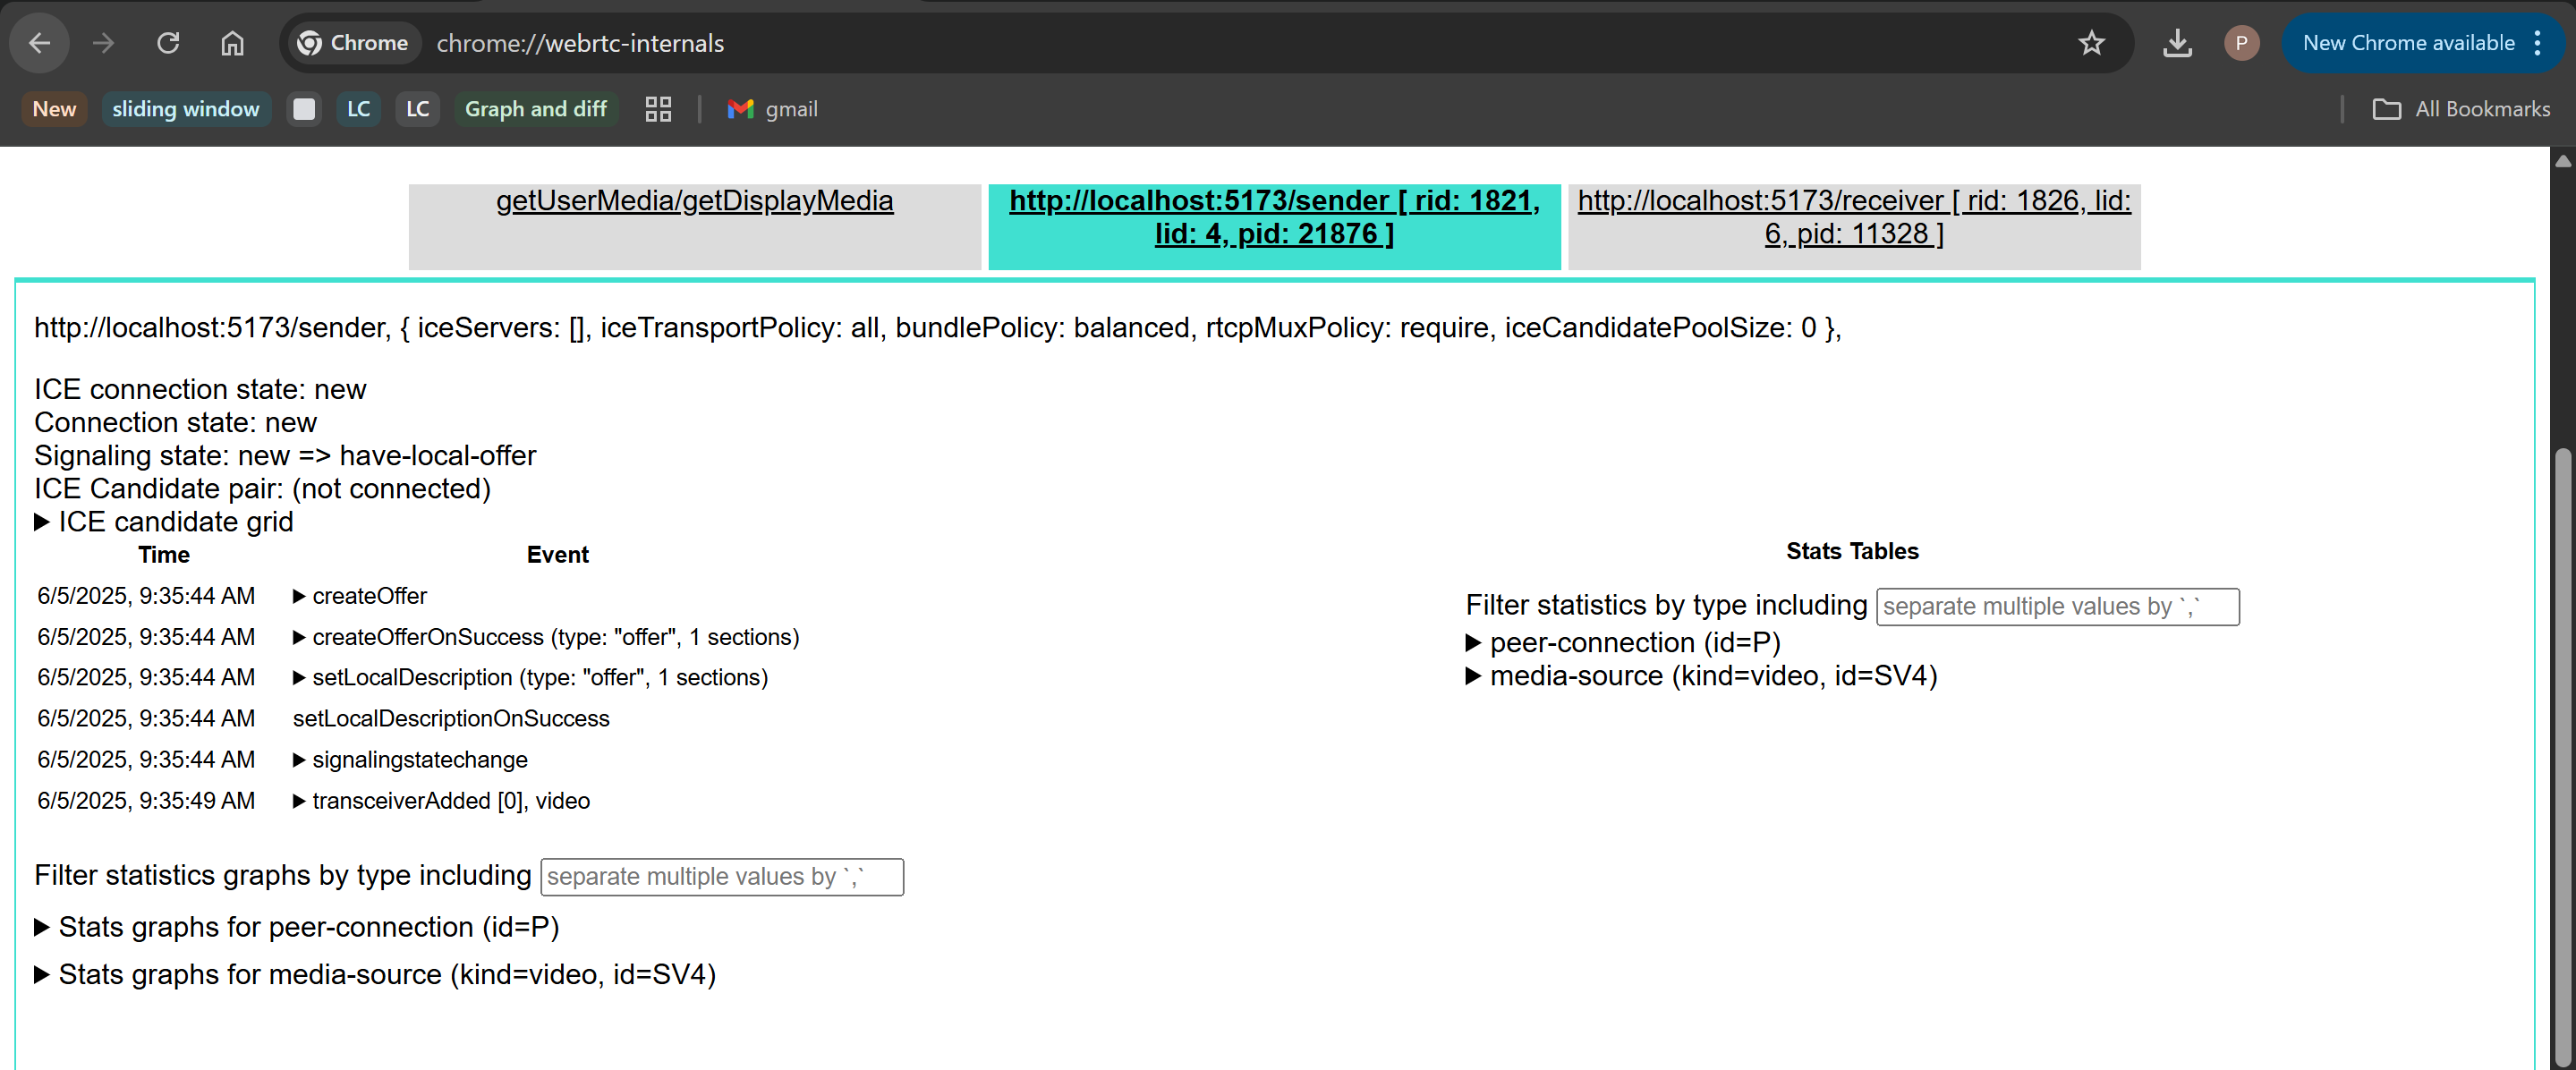 Chrome
chrome://webrtc-internals
P
New Chrome available
New
sliding window
LC
LC
Graph and diff
gmail
All Bookmarks
getUserMedia/getDisplayMedia
http://localhost:5173/sender [ rid: 1821,
lid: 4, pid: 21876 ]
http://localhost:5173/receiver [ rid: 1826, lid:
6, pid: 11328 ]
http://localhost:5173/sender, { iceServers: [], iceTransportPolicy: all, bundlePolicy: balanced, rtcpMuxPolicy: require, iceCandidatePoolSize: 0 },
ICE connection state: new
Connection state: new
Signaling state: new => have-local-offer
ICE Candidate pair: (not connected)
ICE candidate grid
Time Event
6/5/2025, 9:35:44 AM createOffer
6/5/2025, 9:35:44 AM createOfferOnSuccess (type: "offer", 1 sections)
6/5/2025, 9:35:44 AM setLocalDescription (type: "offer", 1 sections)
6/5/2025, 9:35:44 AM setLocalDescriptionOnSuccess
6/5/2025, 9:35:44 AM signalingstatechange
6/5/2025, 9:35:49 AM transceiverAdded [0], video
Stats Tables
Filter statistics by type including separate multiple values by `,`
peer-connection (id=P)
media-source (kind=video, id=SV4)
Filter statistics graphs by type including separate multiple values by `,`
Stats graphs for peer-connection (id=P)
Stats graphs for media-source (kind=video, id=SV4)